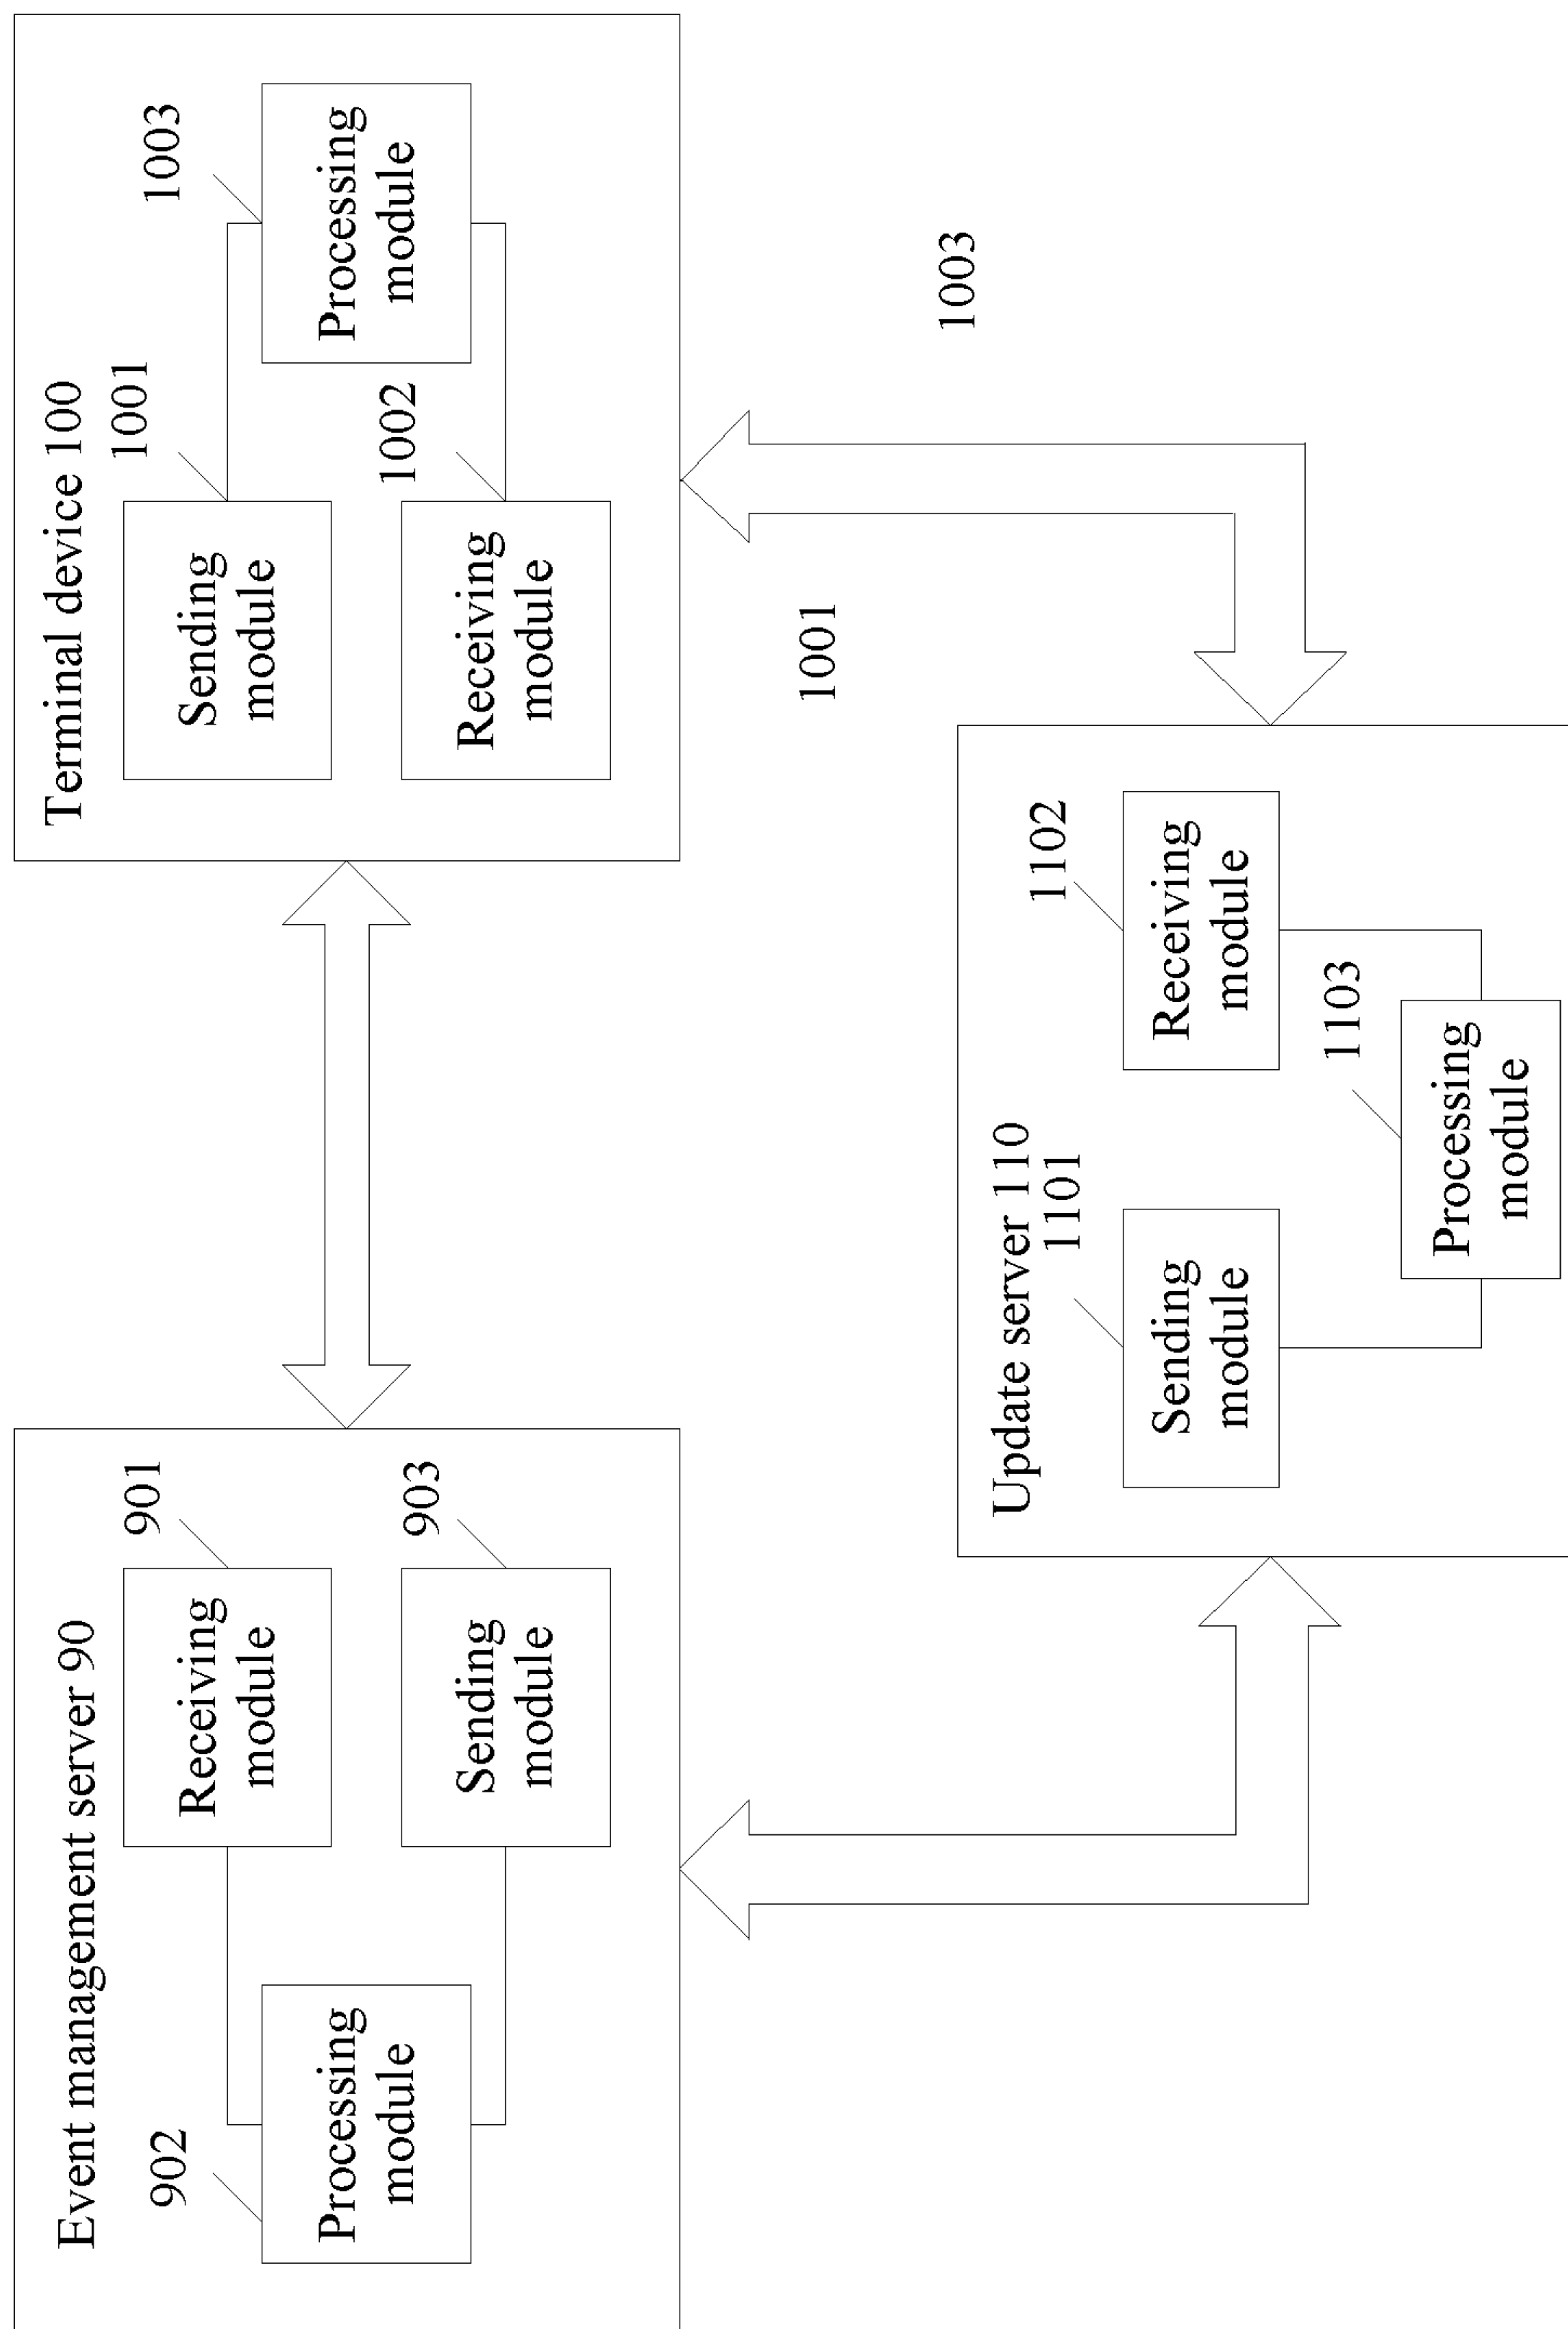 Event management server 90
902
Processing
module
901
Receiving
module
903
Sending
module
Terminal device 100
1001
Sending
module
1002
Receiving
module
1003
Processing
module
1001
1003
Update server 110
1101
Sending
module
1102
Receiving
module
1103
Processing
module